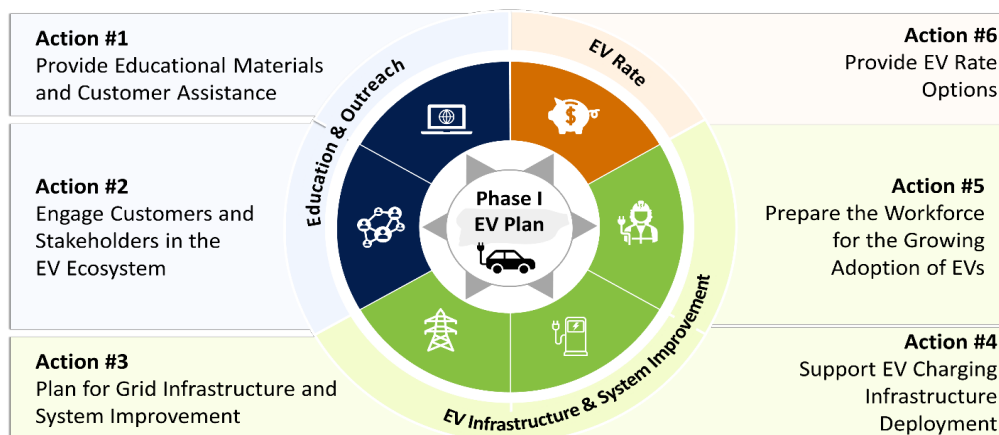 Action #1
Provide Educational Materials
and Customer Assistance
Action #2
Engage Customers and
Stakeholders in the
EV Ecosystem
Action #3
Plan for Grid Infrastructure and
System Improvement
Education & Outreach
EV Rate
$
Phase I
EV Plan
EV Infrastructure & System Improvement
Action #6
Provide EV Rate
Options
Action #5
Prepare the Workforce
for the Growing
Adoption of EVs
Action #4
Support EV Charging
Infrastructure
Deployment